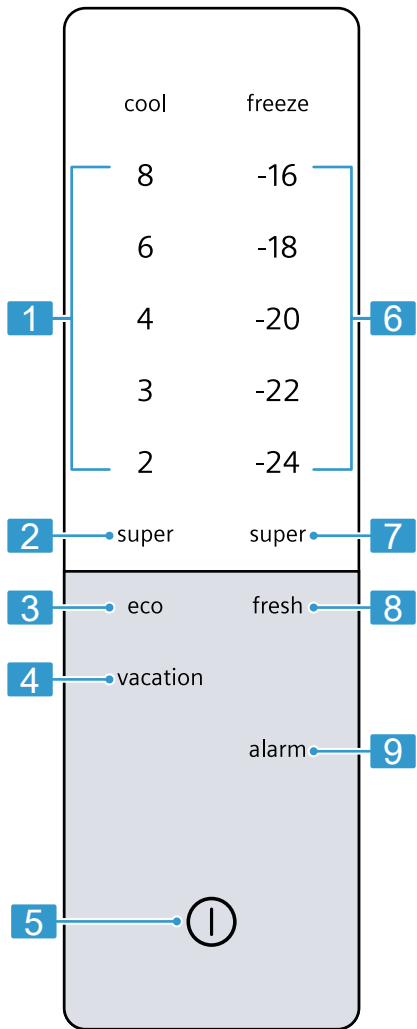 cool freeze
8 -16
6 -18
1 4 -20 6
3 -22
2 -24
2 super super 7
3 eco fresh 8
4 vacation
alarm 9
5